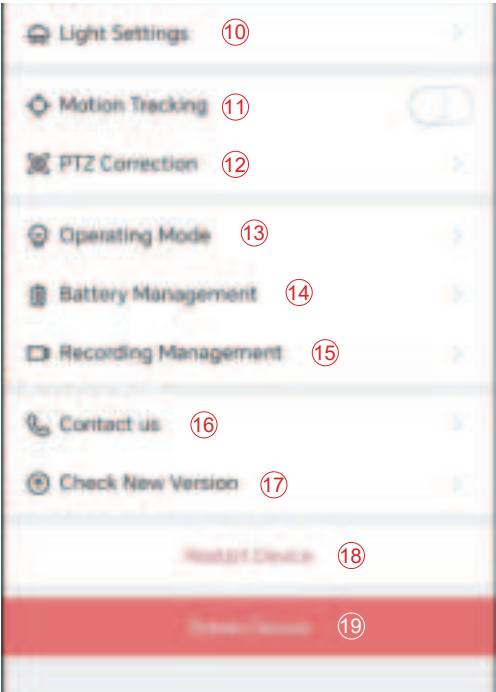 Light Settings ⑩
Motion Tracking ⑪
PTZ Correction ⑫
Operating Mode ⑬
Battery Management ⑭
Recording Management ⑮
Contact us ⑯
Check New Version ⑰
Restart Device ⑱
⑲